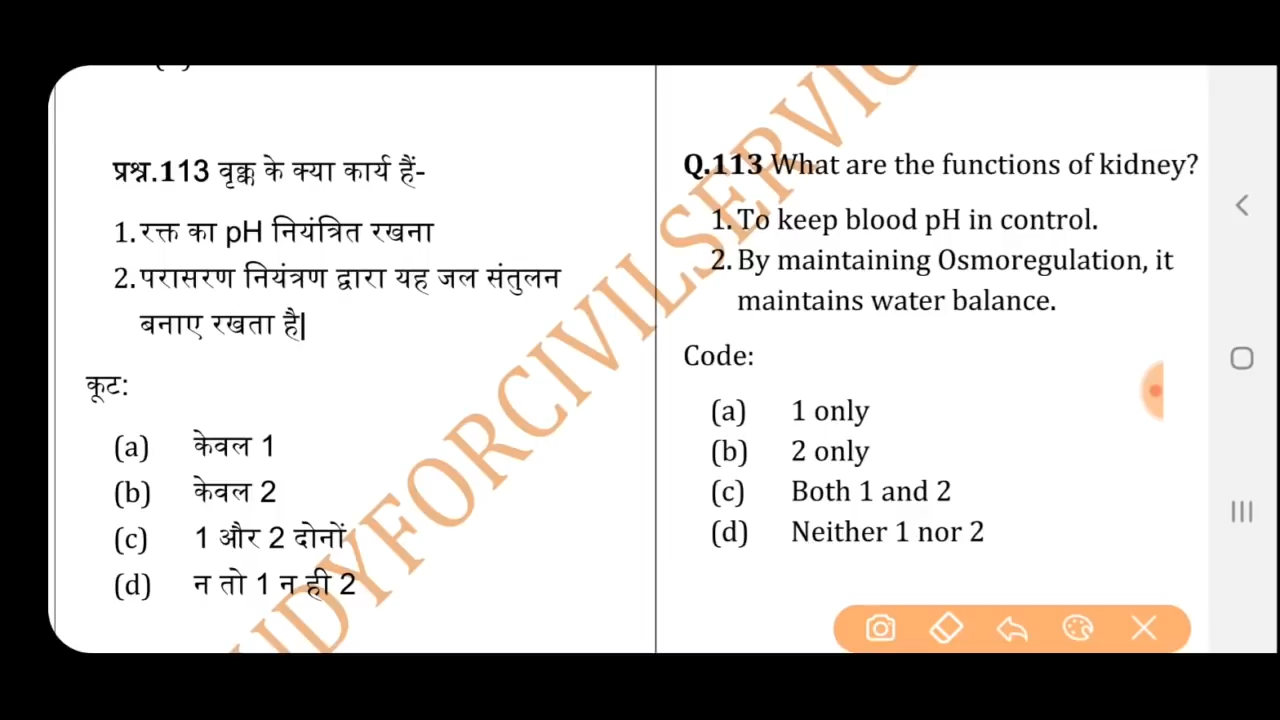 प्रश्न.113 वृक्क के क्या कार्य हैं-
1. रक्त का pH नियंत्रित रखना
2. परासरण नियंत्रण द्वारा यह जल संतुलन
बनाए रखता है|
कूट:
(a) केवल 1
(b) केवल 2
(c) 1 और 2 दोनों
(d) न तो 1 न ही 2
Q.113 What are the functions of kidney?
1. To keep blood pH in control.
2. By maintaining Osmoregulation, it
maintains water balance.
Code:
(a) 1 only
(b) 2 only
(c) Both 1 and 2
(d) Neither 1 nor 2
UDYFORCIVILSERVIC